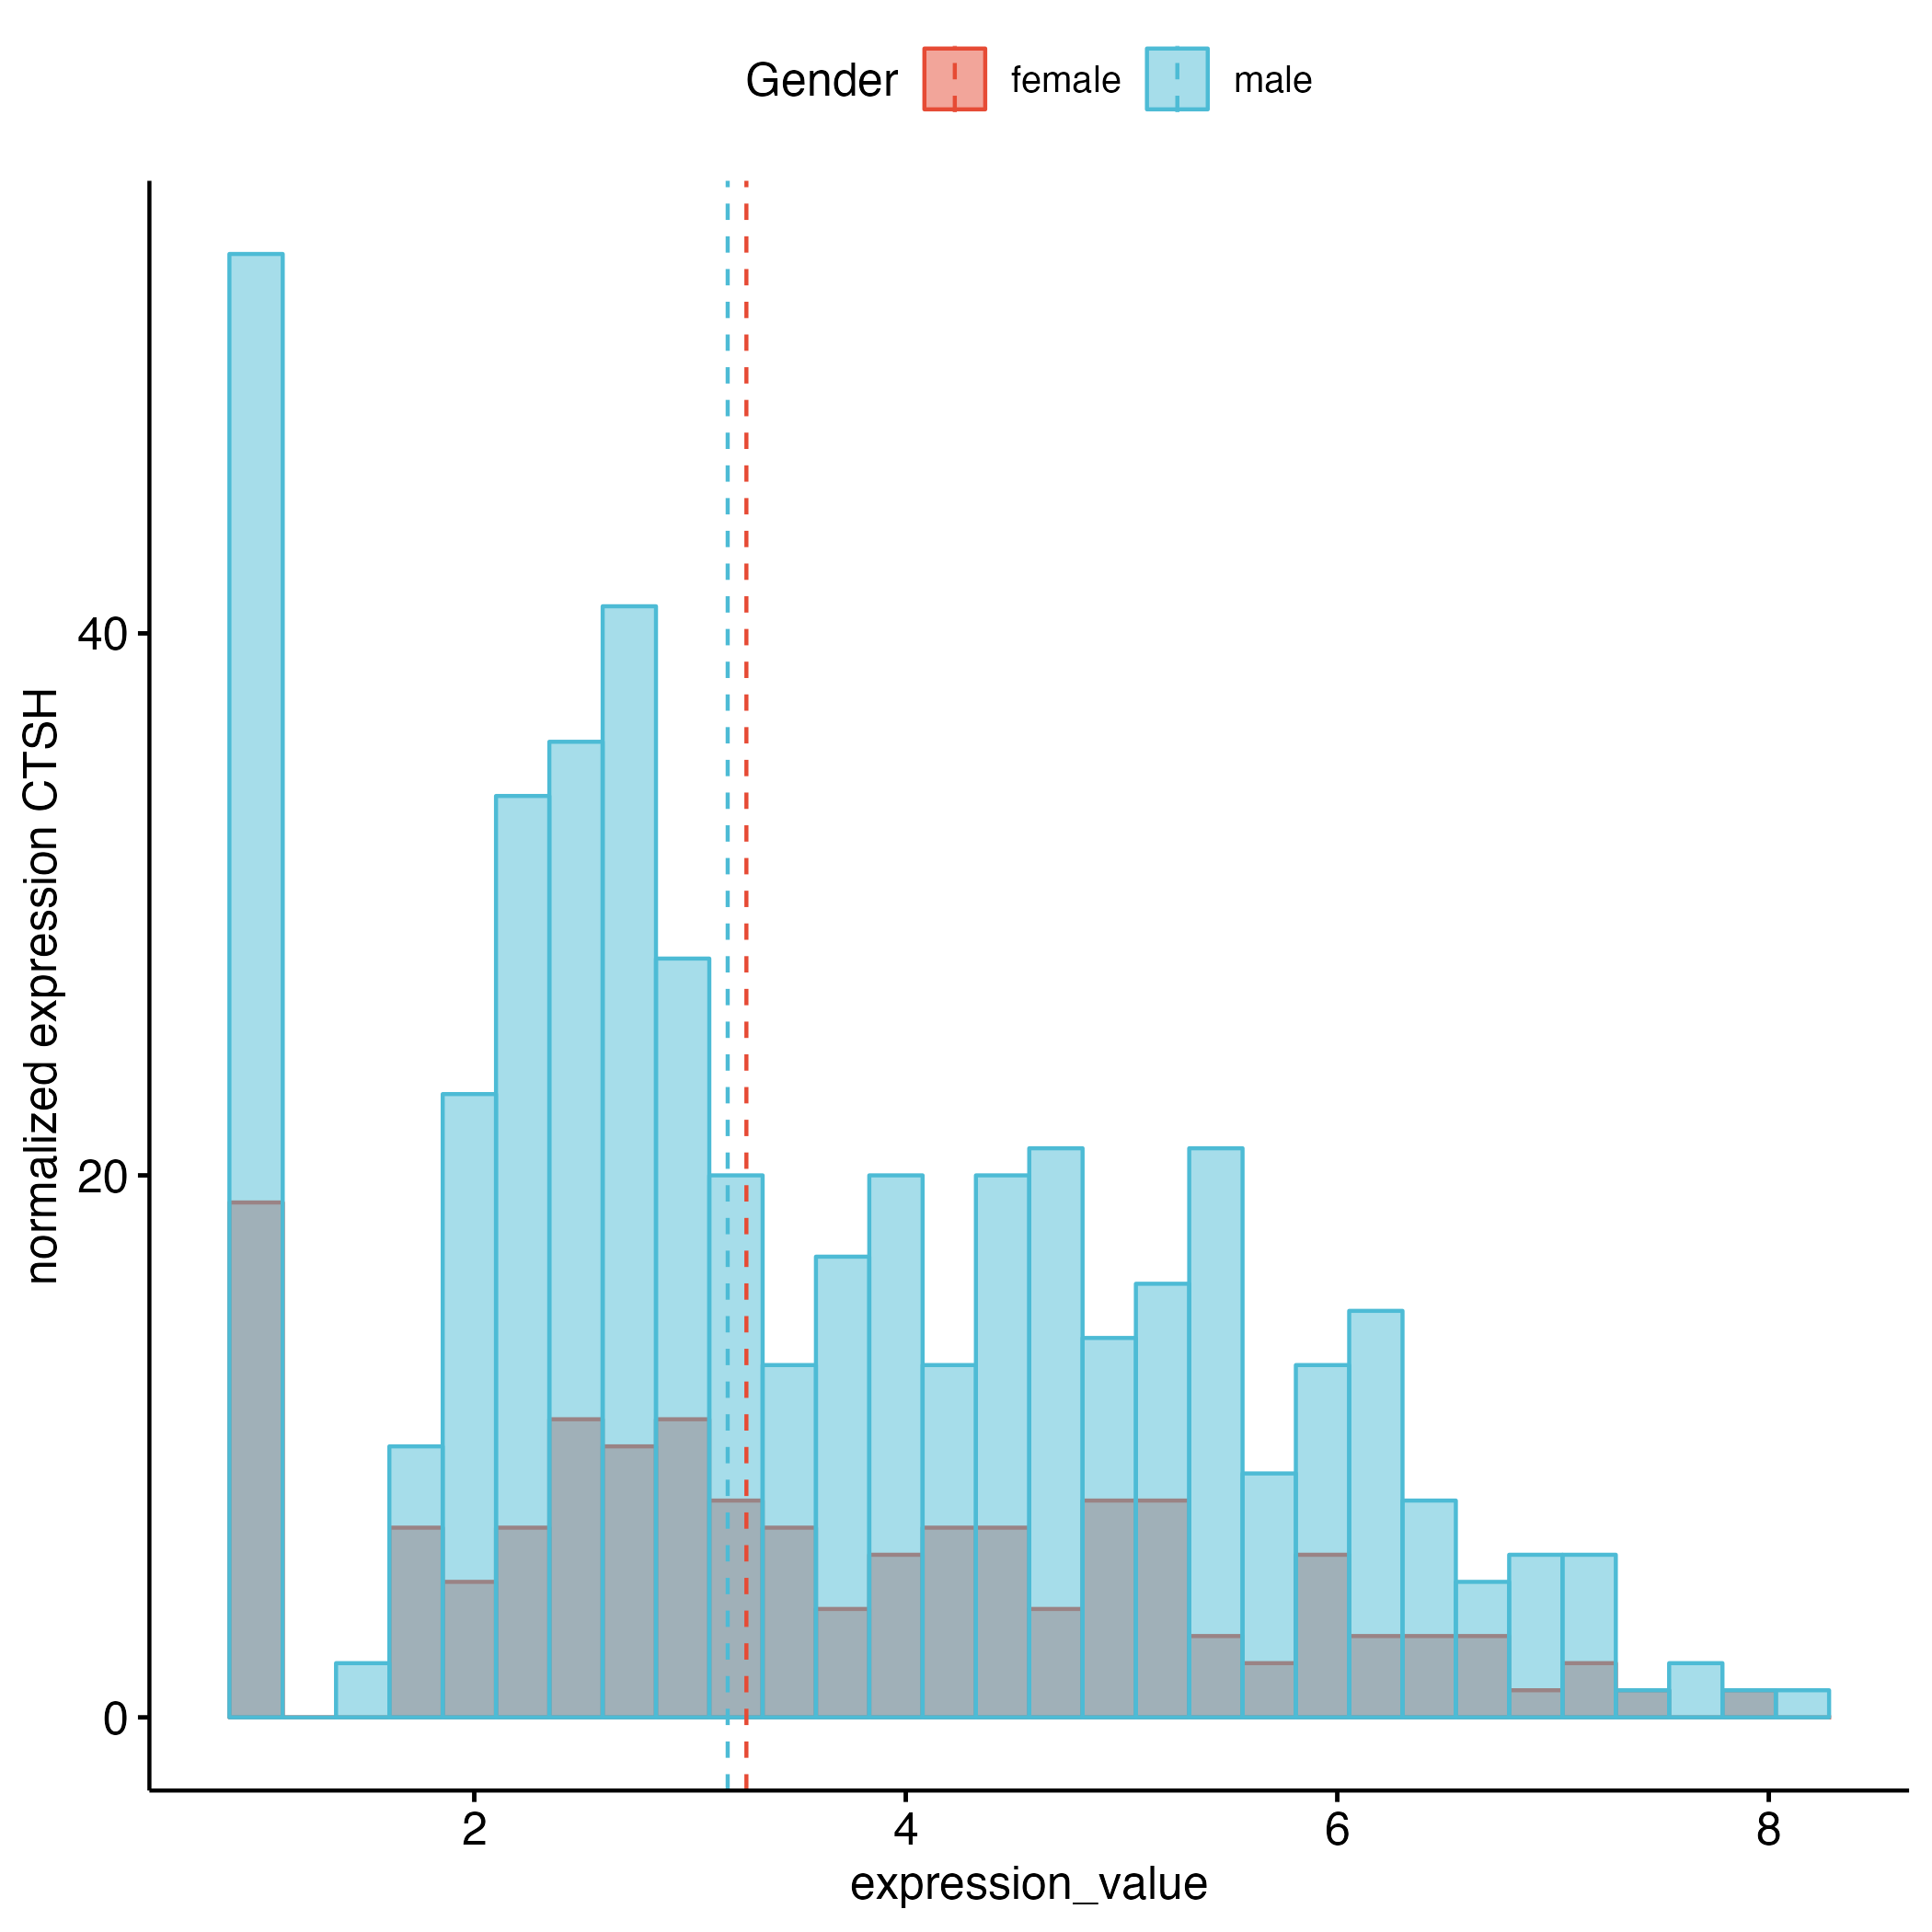 Gender female male
normalized expression CTSH
40
20
0
2 4 6 8
expression_value